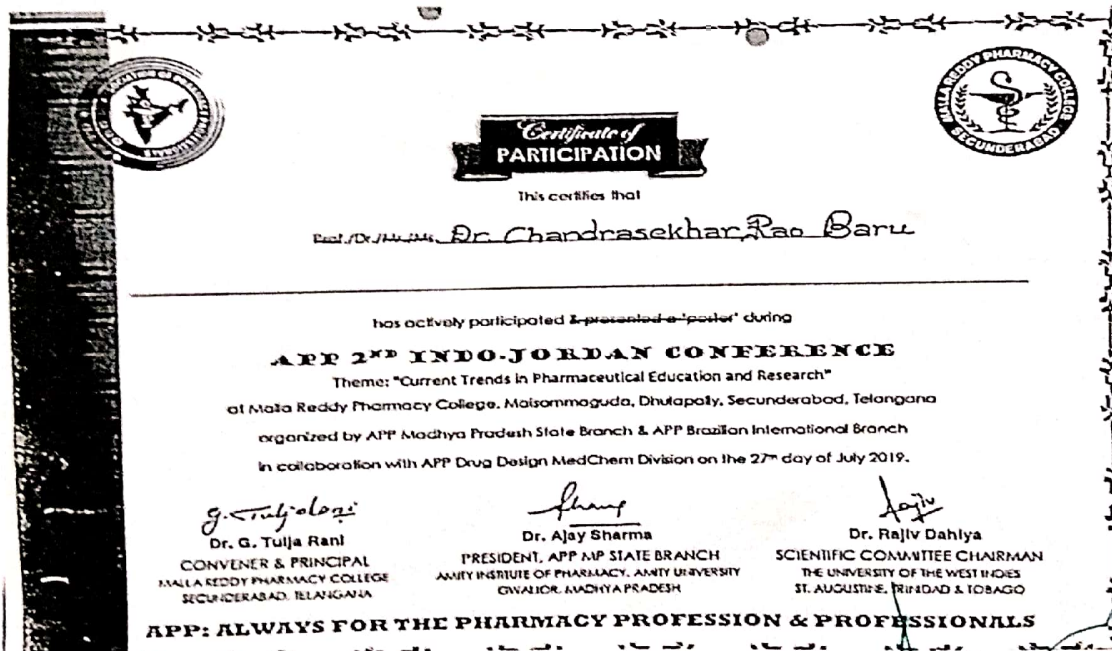 MALLA REDDY PHARMACY COLLEGE
SECUNDERABAD
Certificate of
PARTICIPATION
This certifies that
Prof./Dr./Mr./Ms. Dr. Chandrasekhar Rao Baru
has actively participated & presented a 'poster' during
APP 2ND INDO-JORDAN CONFERENCE
Theme: "Current Trends in Pharmaceutical Education and Research"
at Malla Reddy Pharmacy College, Maisammaguda, Dhulapally, Secunderabad, Telangana
organized by APP Madhya Pradesh State Branch & APP Brazilian International Branch
in collaboration with APP Drug Design MedChem Division on the 27th day of July 2019.
Dr. G. Tulja Rani
CONVENER & PRINCIPAL
MALLA REDDY PHARMACY COLLEGE
SECUNDERABAD, TELANGANA
Dr. Ajay Sharma
PRESIDENT, APP MP STATE BRANCH
AMITY INSTITUTE OF PHARMACY, AMITY UNIVERSITY
GWALIOR, MADHYA PRADESH
Dr. Rajiv Dahiya
SCIENTIFIC COMMITTEE CHAIRMAN
THE UNIVERSITY OF THE WEST INDIES
ST. AUGUSTINE, TRINIDAD & TOBAGO
APP: ALWAYS FOR THE PHARMACY PROFESSION & PROFESSIONALS